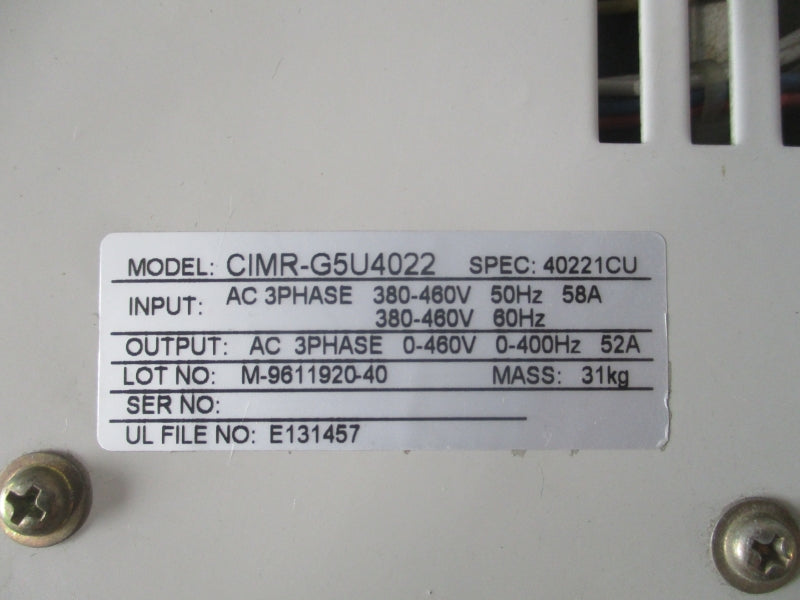 MODEL: CIMR-G5U4022 SPEC: 40221CU
INPUT: AC 3PHASE 380-460V 50Hz 58A
380-460V 60Hz
OUTPUT: AC 3PHASE 0-460V 0-400Hz 52A
LOT NO: M-9611920-40 MASS: 31kg
SER NO:
UL FILE NO: E131457